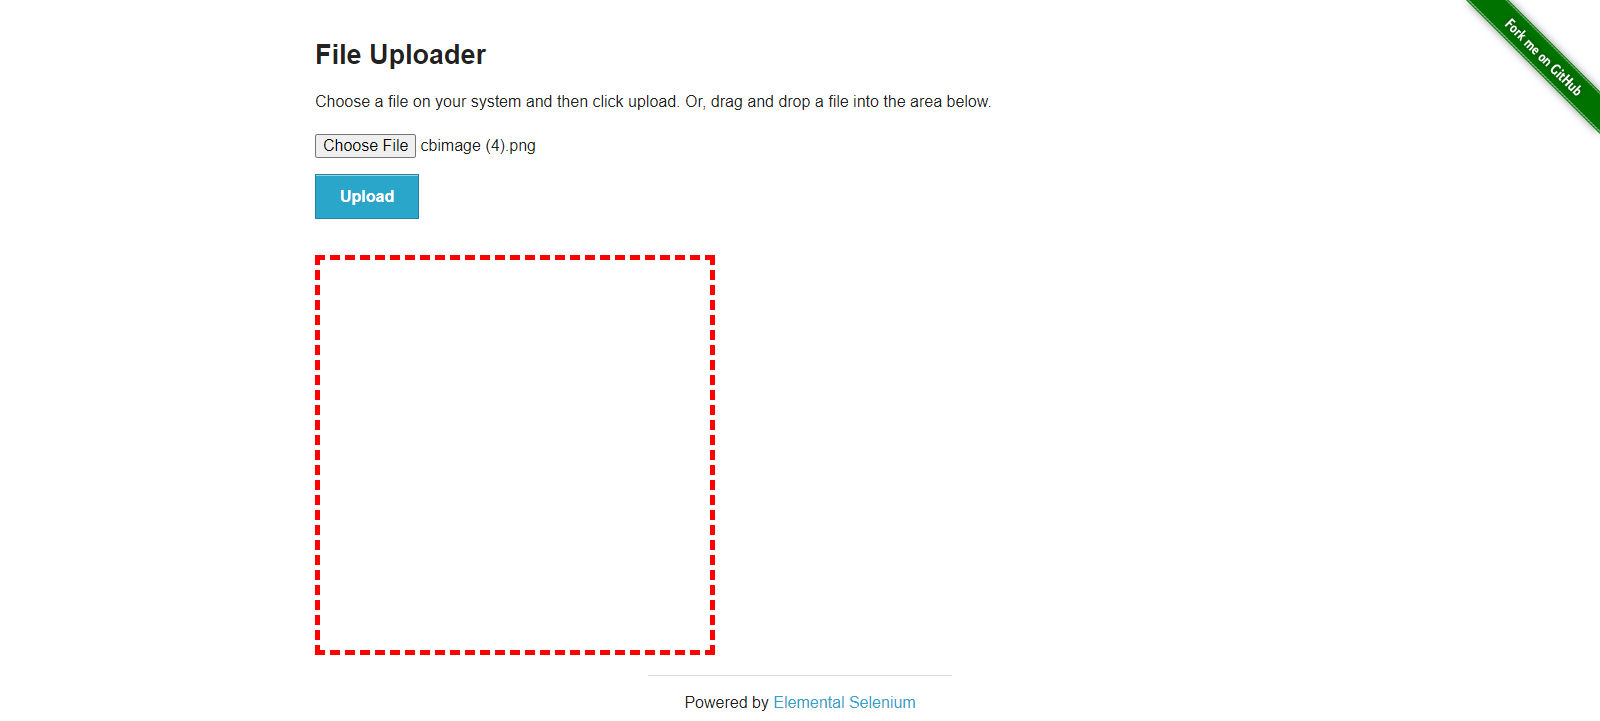 File Uploader
Choose a file on your system and then click upload. Or, drag and drop a file into the area below.
Choose File cbimage (4).png
Upload
Powered by Elemental Selenium
Fork me on GitHub